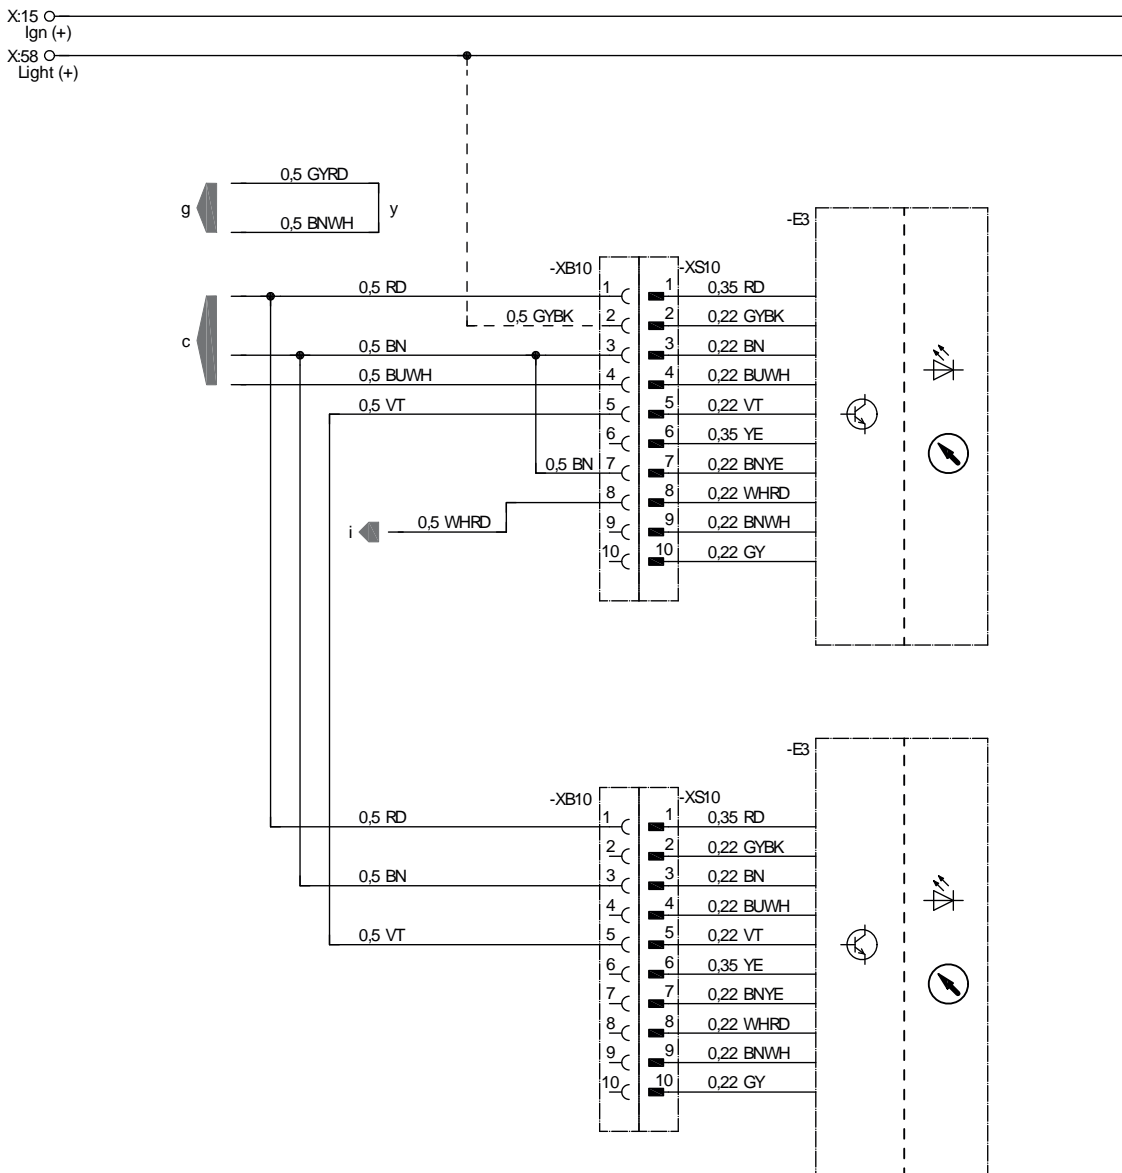 X:15
Ign (+)
X:58
Light (+)
0,5 GYRD
g
y
0,5 BNWH
-E3
-XB10
-XS10
0,5 RD
1
1
0,35 RD
0,5 GYBK
2
2
0,22 GYBK
c
0,5 BN
3
3
0,22 BN
0,5 BUWH
4
4
0,22 BUWH
0,5 VT
5
5
0,22 VT
6
6
0,35 YE
0,5 BN
7
7
0,22 BNYE
8
8
0,22 WHRD
i
0,5 WHRD
9
9
0,22 BNWH
10
10
0,22 GY
-E3
-XB10
-XS10
0,5 RD
1
1
0,35 RD
2
2
0,22 GYBK
0,5 BN
3
3
0,22 BN
4
4
0,22 BUWH
0,5 VT
5
5
0,22 VT
6
6
0,35 YE
7
7
0,22 BNYE
8
8
0,22 WHRD
9
9
0,22 BNWH
10
10
0,22 GY